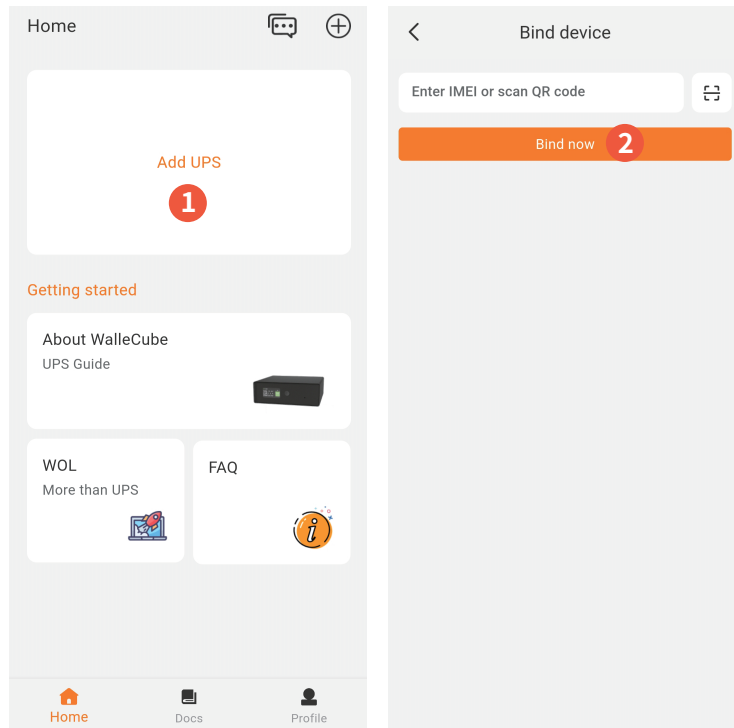 Home
Add UPS
1
Getting started
About WalleCube
UPS Guide
WOL
More than UPS
FAQ
i
Home
Docs
Profile
Bind device
Enter IMEI or scan QR code
Bind now
2